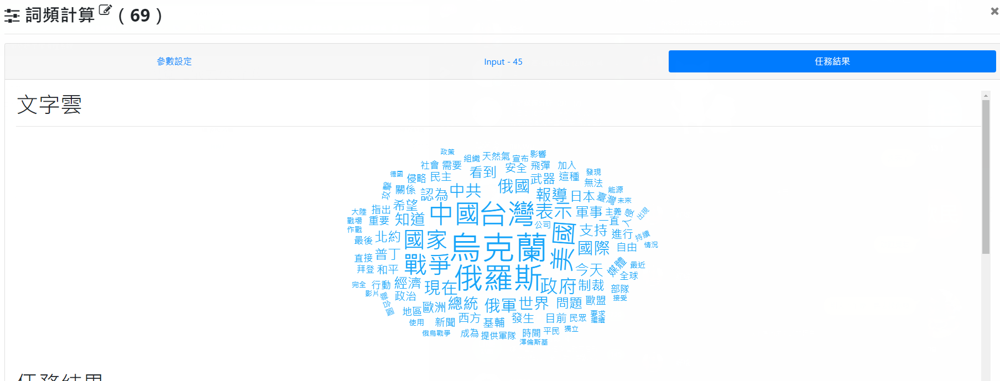 詞頻計算 ( 69 )
參數設定
Input - 45
任務結果
文字雲
政策 組織 天然氣 宣布 影響
社會 需要 看到 安全 飛彈 加入
德國 侵略 民主 俄國 武器 這種 發現
攻擊 關係 認為 中共 報導 日本 無法 能源
臺灣 未來
大陸 指出 希望 中國 台灣 表示 軍事 主義 入侵 出現
戰場 重要 知道 公司 一直
作戰 美國 支持 進行 持續
最後 北約 國家 烏克蘭 國際 自由 情況
直接 普丁 戰爭 媒體 最近
拜登 和平 俄羅斯 今天 全球
完全 行動 經濟 現在 政府 制裁 部隊
影片 聯合國 政治 總統 俄軍 世界 問題 歐盟 接受
地區 歐洲
使用 新聞 西方 基輔 發生 目前 民眾 要求
繼續
俄烏戰爭 成為 提供 軍隊 時間 平民 獨立
澤倫斯基
任務結果